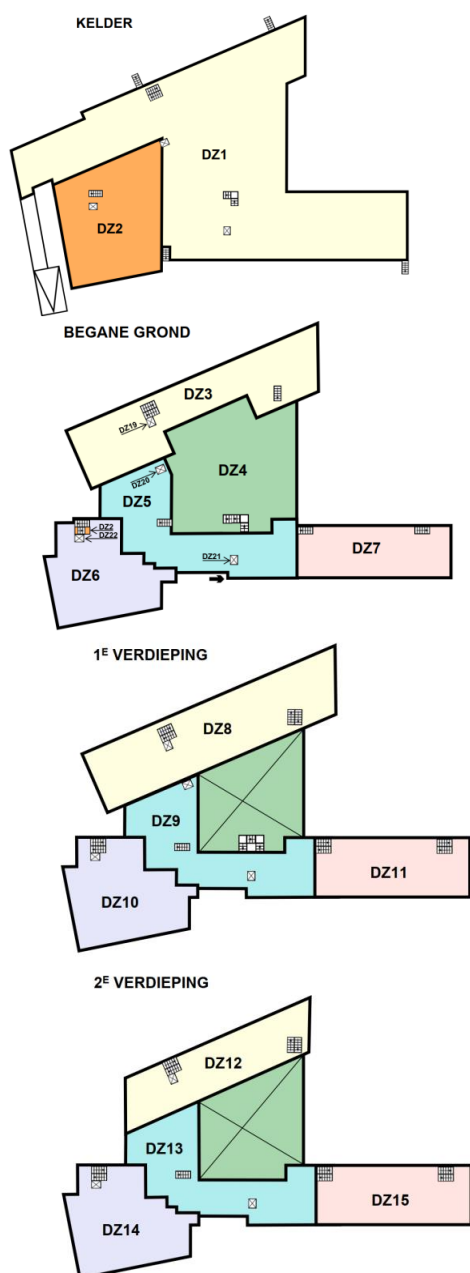 KELDER
DZ1
DZ2
BEGANE GROND
DZ3
DZ19
DZ4
DZ20
DZ5
DZ2
DZ22
DZ21
DZ7
DZ6
1E VERDIEPING
DZ8
DZ9
DZ11
DZ10
2E VERDIEPING
DZ12
DZ13
DZ15
DZ14